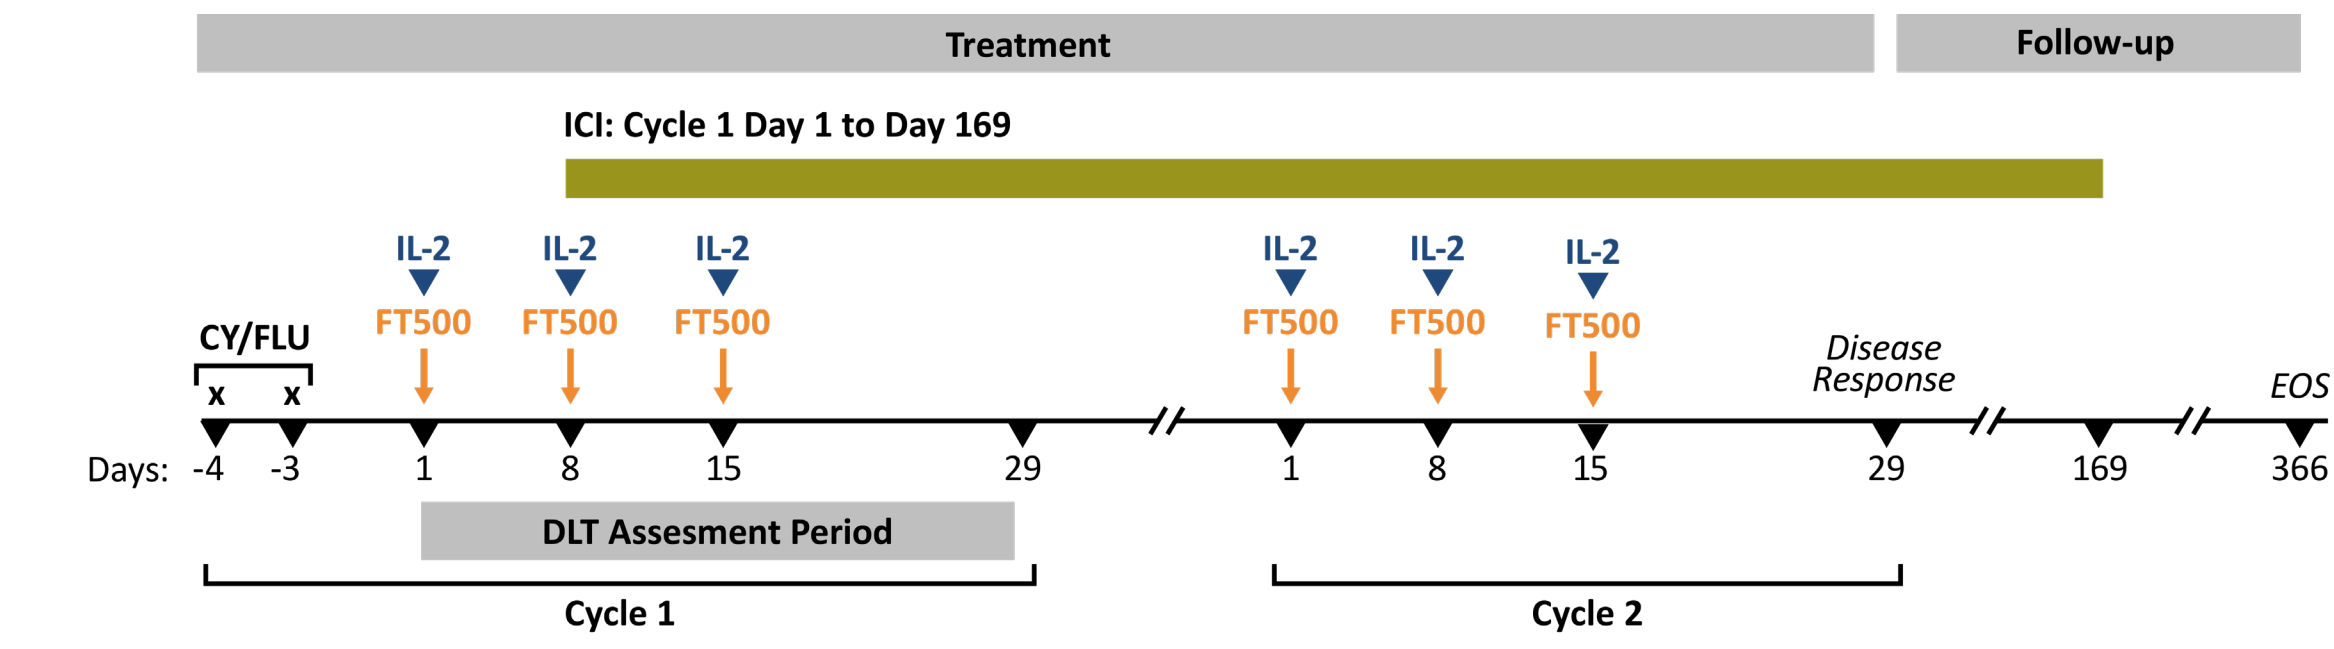 Treatment
Follow-up
ICI: Cycle 1 Day 1 to Day 169
IL-2 IL-2 IL-2 IL-2 IL-2 IL-2
FT500 FT500 FT500 FT500 FT500 FT500
CY/FLU
x x
Disease
Response
EOS
Days: -4 -3 1 8 15 29 1 8 15 29 169 366
DLT Assesment Period
Cycle 1 Cycle 2